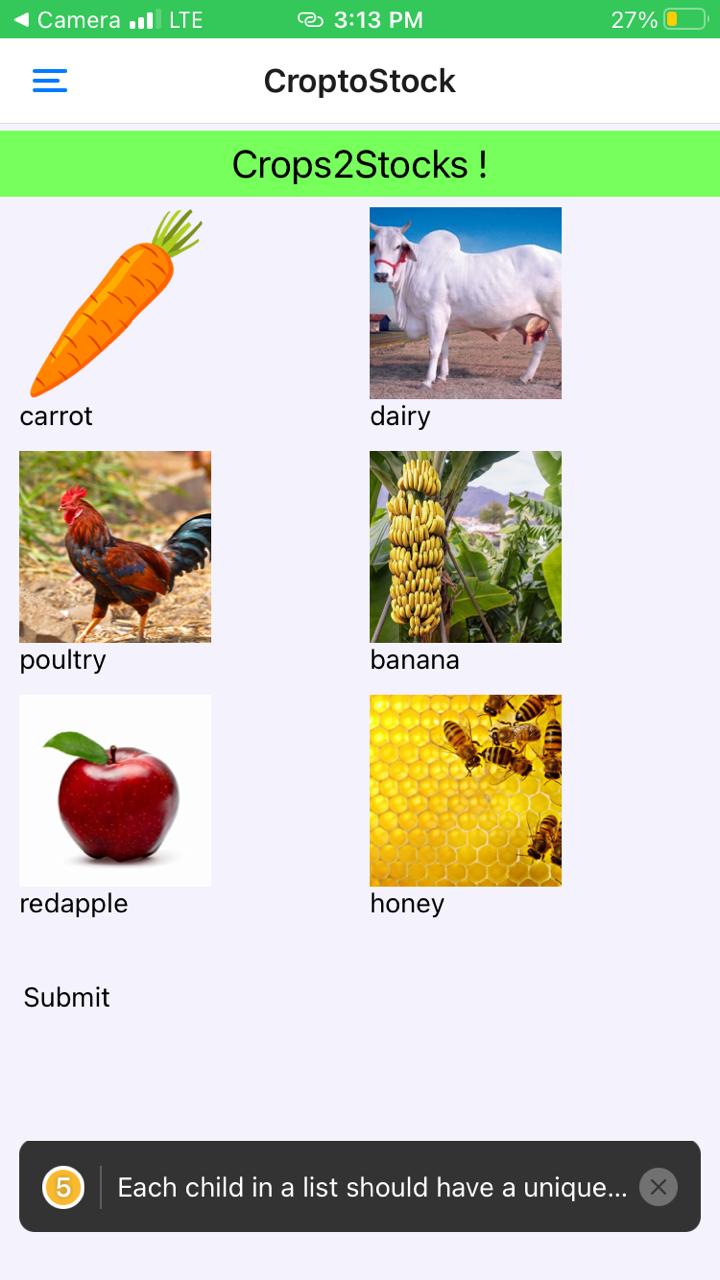 Camera LTE 3:13 PM 27%
CroptoStock
Crops2Stocks !
carrot
dairy
poultry
banana
redapple
honey
Submit
5 Each child in a list should have a unique...